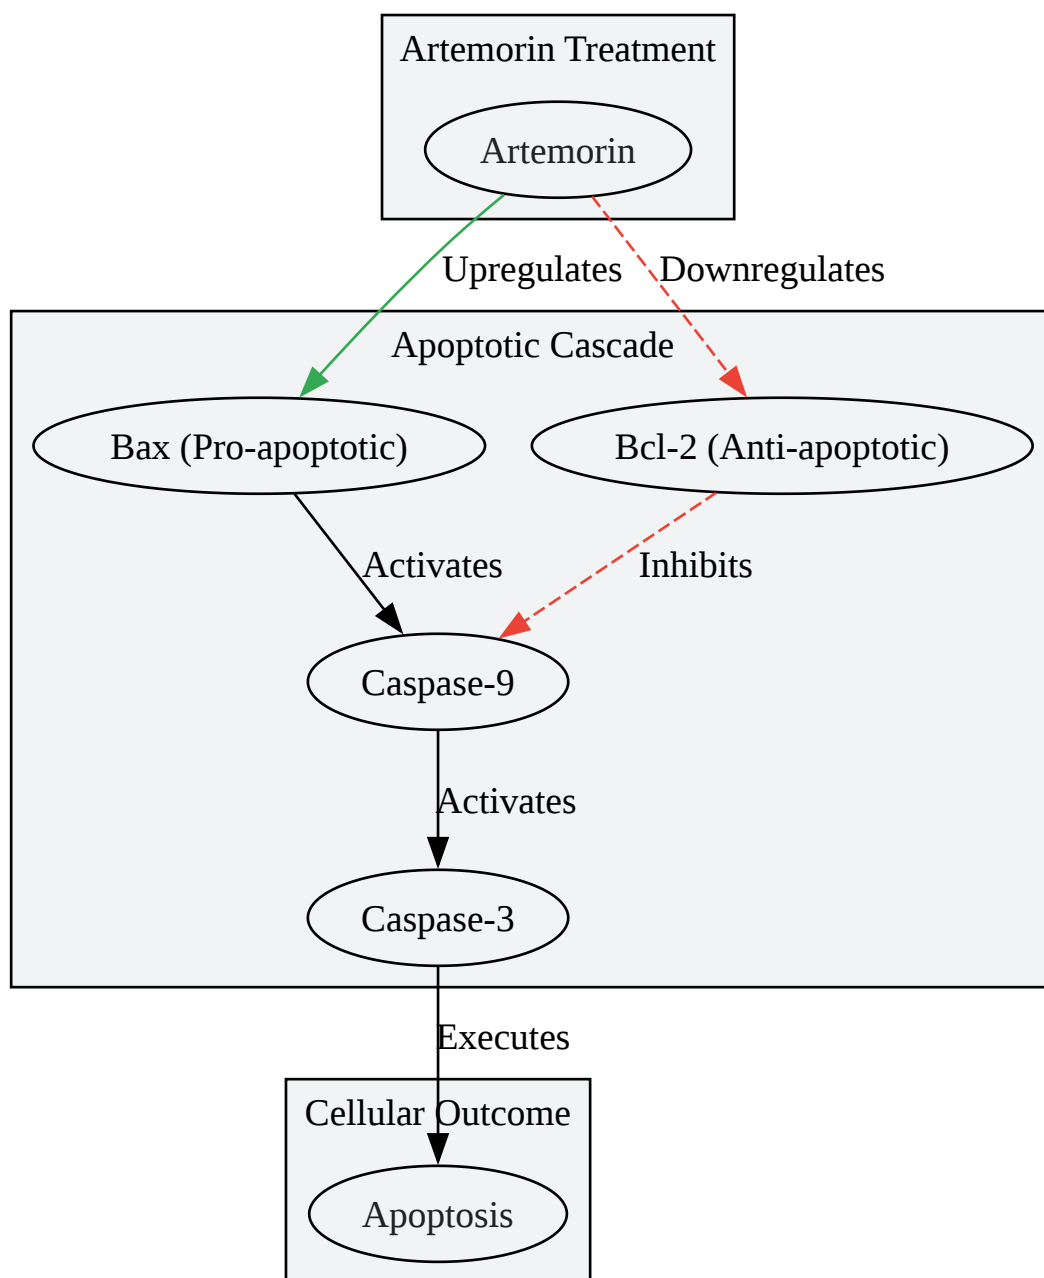 Artemorin Treatment
Artemorin
Upregulates
Downregulates
Apoptotic Cascade
Bax (Pro-apoptotic)
Bcl-2 (Anti-apoptotic)
Activates
Inhibits
Caspase-9
Activates
Caspase-3
Executes
Cellular Outcome
Apoptosis